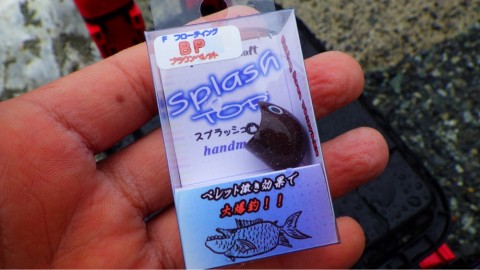 F フローティング
BP
ブラウンペレット
soft
Splash
TOP
スプラッシュ
handm
ペレット撒き効果で
大爆釣！！